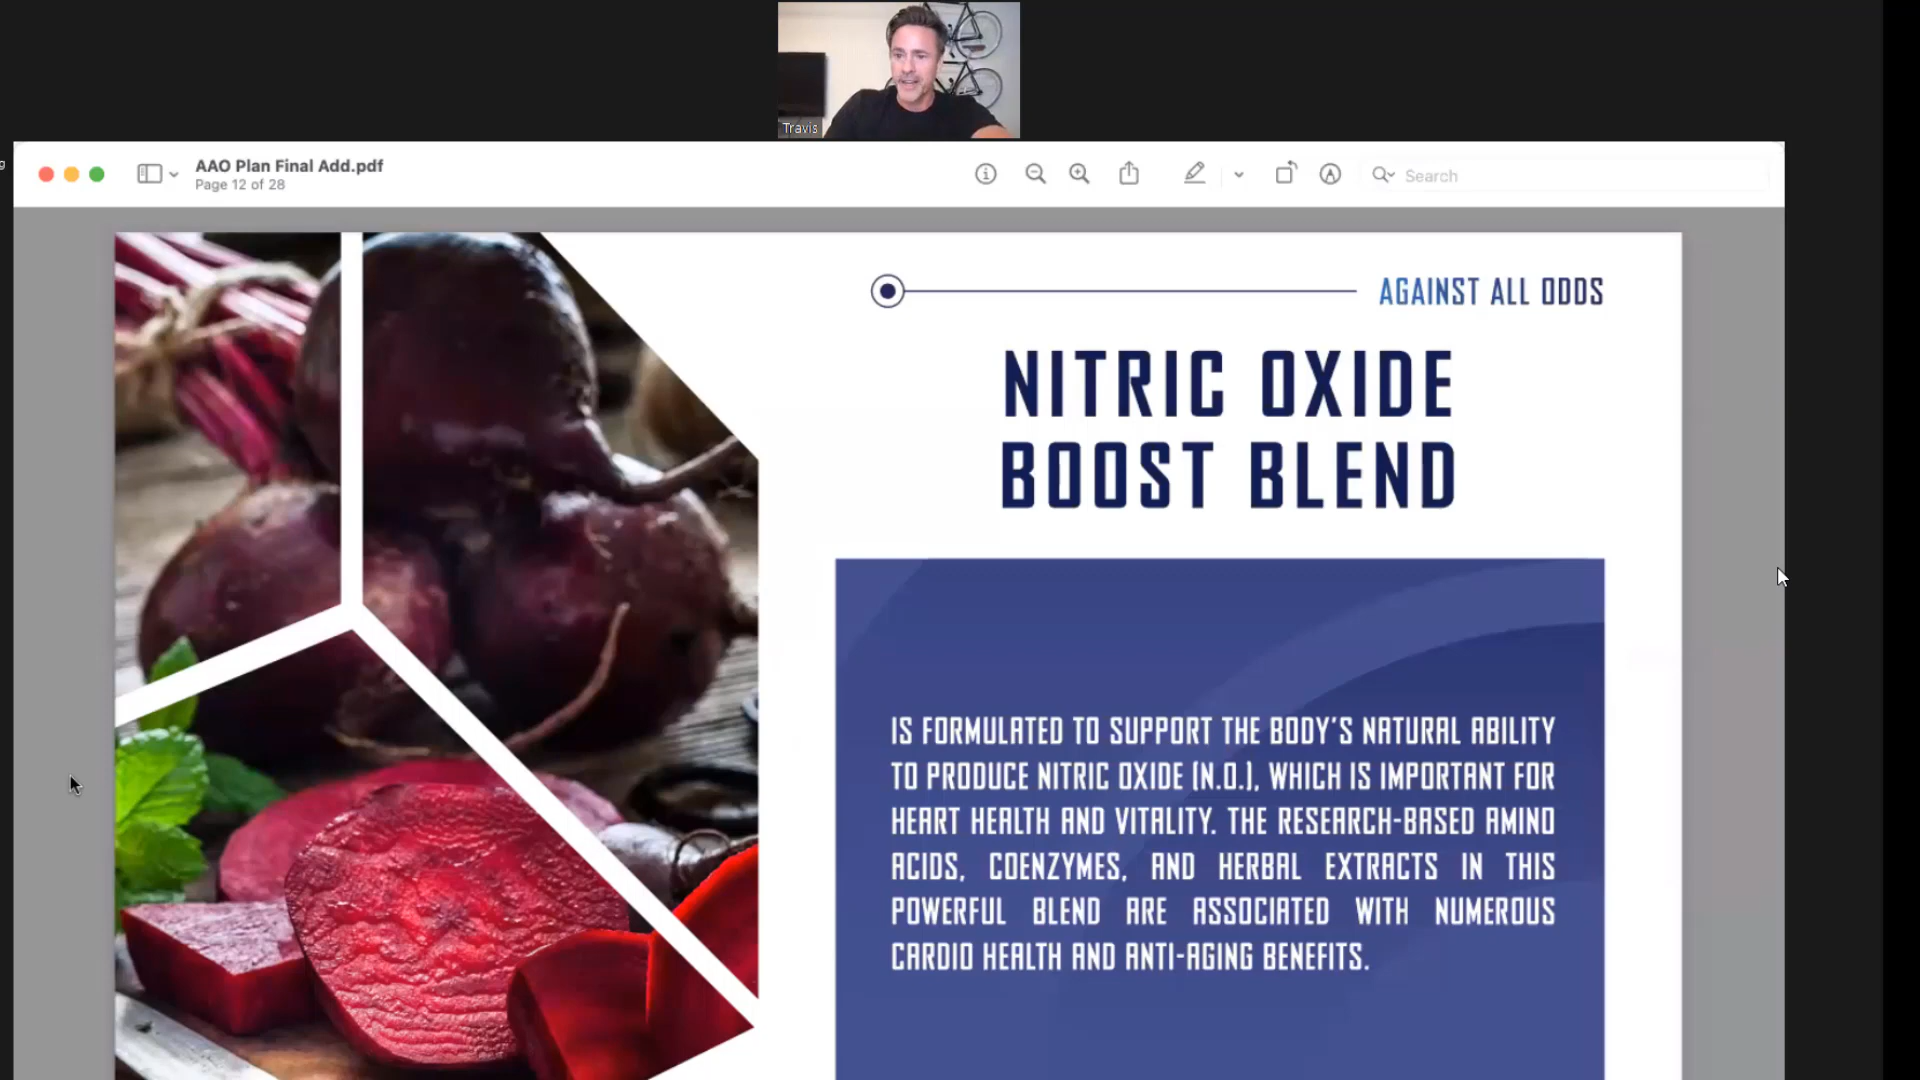 Travis
g
AAO Plan Final Add.pdf
Page 12 of 28
Search
AGAINST ALL ODDS
NITRIC OXIDE
BOOST BLEND
IS FORMULATED TO SUPPORT THE BODY'S NATURAL ABILITY
TO PRODUCE NITRIC OXIDE (N.O.), WHICH IS IMPORTANT FOR
HEART HEALTH AND VITALITY. THE RESEARCH-BASED AMINO
ACIDS, COENZYMES, AND HERBAL EXTRACTS IN THIS
POWERFUL BLEND ARE ASSOCIATED WITH NUMEROUS
CARDIO HEALTH AND ANTI-AGING BENEFITS.